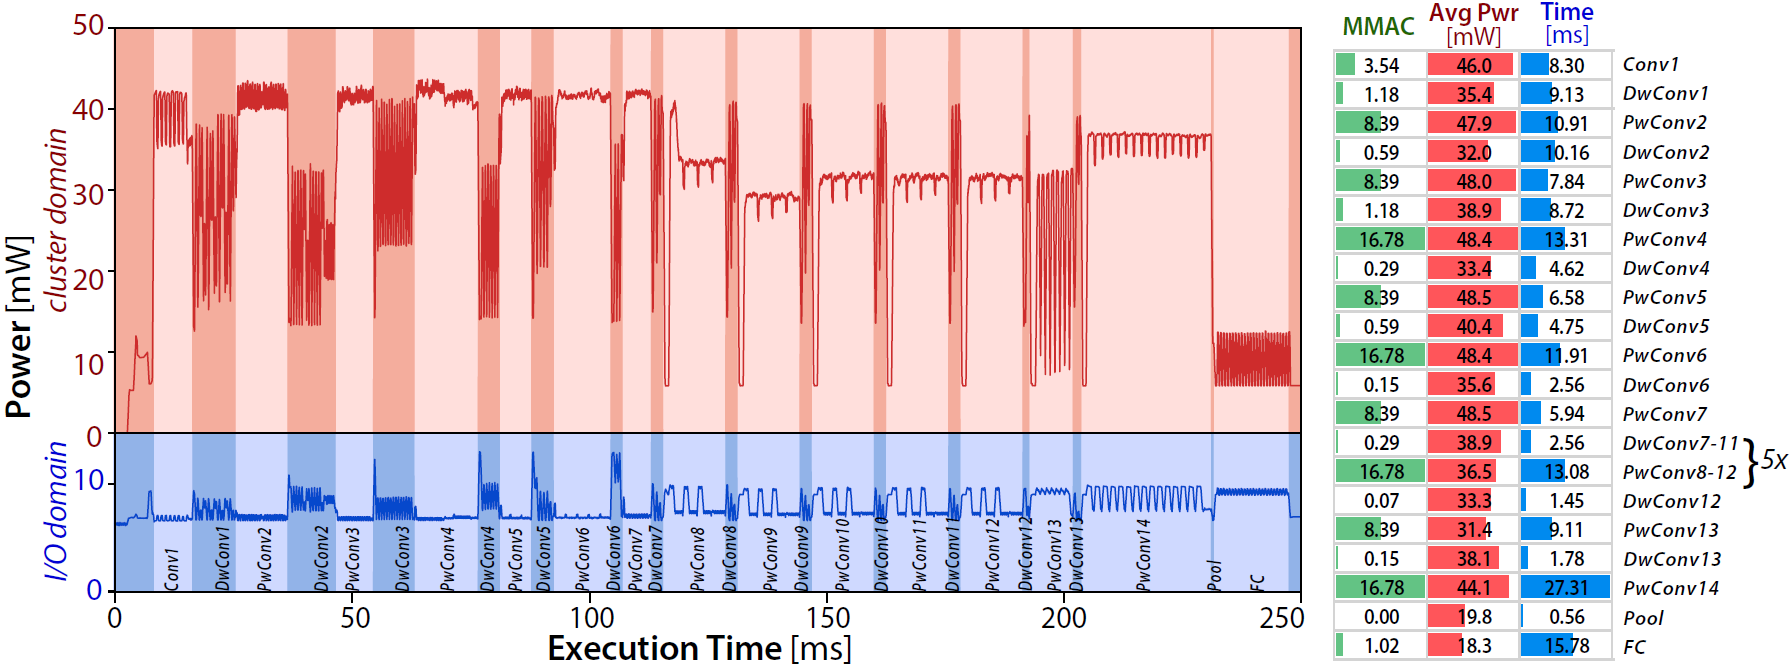 50
40
30
20
10
0
10
0
Power [mW]
cluster domain
I/O domain
Conv1
DwConv1
PwConv2
DwConv2
PwConv3
DwConv3
PwConv4
DwConv4
PwConv5
DwConv5
PwConv6
DwConv6
PwConv7
DwConv7
PwConv8
DwConv8
PwConv9
DwConv9
PwConv10
DwConv10
PwConv11
DwConv11
PwConv12
DwConv12
PwConv13
DwConv13
PwConv14
Pool
FC
0 50 100 150 200 250
Execution Time [ms]
MMAC Avg Pwr [mW] Time [ms]
3.54 46.0 8.30 Conv1
1.18 35.4 9.13 DwConv1
8.39 47.9 10.91 PwConv2
0.59 32.0 10.16 DwConv2
8.39 48.0 7.84 PwConv3
1.18 38.9 8.72 DwConv3
16.78 48.4 13.31 PwConv4
0.29 33.4 4.62 DwConv4
8.39 48.5 6.58 PwConv5
0.59 40.4 4.75 DwConv5
16.78 48.4 11.91 PwConv6
0.15 35.6 2.56 DwConv6
8.39 48.5 5.94 PwConv7
0.29 38.9 2.56 DwConv7-11
16.78 36.5 13.08 PwConv8-12
5x
0.07 33.3 1.45 DwConv12
8.39 31.4 9.11 PwConv13
0.15 38.1 1.78 DwConv13
16.78 44.1 27.31 PwConv14
0.00 19.8 0.56 Pool
1.02 18.3 15.78 FC